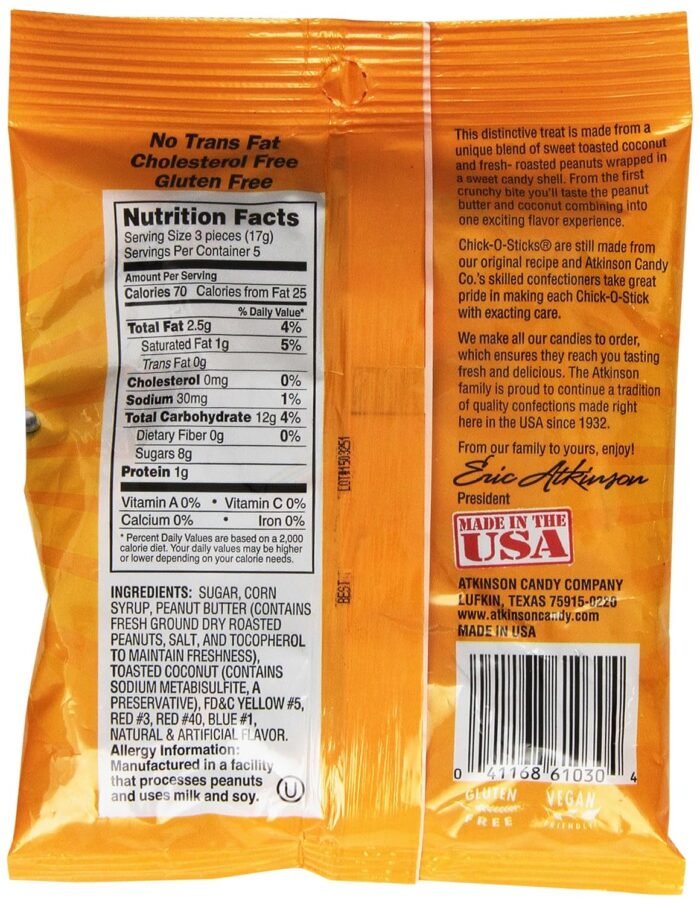 No Trans Fat
Cholesterol Free
Gluten Free
Nutrition Facts
Serving Size 3 pieces (17g)
Servings Per Container 5
Amount Per Serving
Calories 70 Calories from Fat 25
% Daily Value*
Total Fat 2.5g 4%
Saturated Fat 1g 5%
Trans Fat 0g
Cholesterol 0mg 0%
Sodium 30mg 1%
Total Carbohydrate 12g 4%
Dietary Fiber 0g 0%
Sugars 8g
Protein 1g
Vitamin A 0% • Vitamin C 0%
Calcium 0% • Iron 0%
* Percent Daily Values are based on a 2,000
calorie diet. Your daily values may be higher
or lower depending on your calorie needs.
INGREDIENTS: SUGAR, CORN
SYRUP, PEANUT BUTTER (CONTAINS
FRESH GROUND DRY ROASTED
PEANUTS, SALT, AND TOCOPHEROL
TO MAINTAIN FRESHNESS),
TOASTED COCONUT (CONTAINS
SODIUM METABISULFITE, A
PRESERVATIVE), FD&C YELLOW #5,
RED #3, RED #40, BLUE #1,
NATURAL & ARTIFICIAL FLAVOR.
Allergy Information:
Manufactured in a facility
that processes peanuts
and uses milk and soy.
U
BEST
This distinctive treat is made from a
unique blend of sweet toasted coconut
and fresh- roasted peanuts wrapped in
a sweet candy shell. From the first
crunchy bite you'll taste the peanut
butter and coconut combining into
one exciting flavor experience.
Chick-O-Sticks® are still made from
our original recipe and Atkinson Candy
Co.'s skilled confectioners take great
pride in making each Chick-O-Stick
with exacting care.
We make all our candies to order,
which ensures they reach you tasting
fresh and delicious. The Atkinson
family is proud to continue a tradition
of quality confections made right
here in the USA since 1932.
From our family to yours, enjoy!
Eric Atkinson
President
MADE IN THE
USA
ATKINSON CANDY COMPANY
LUFKIN, TEXAS 75915-0220
www.atkinsoncandy.com
MADE IN USA
0 41168 61030 4
GLUTEN VEGAN
FREE FRIENDLY